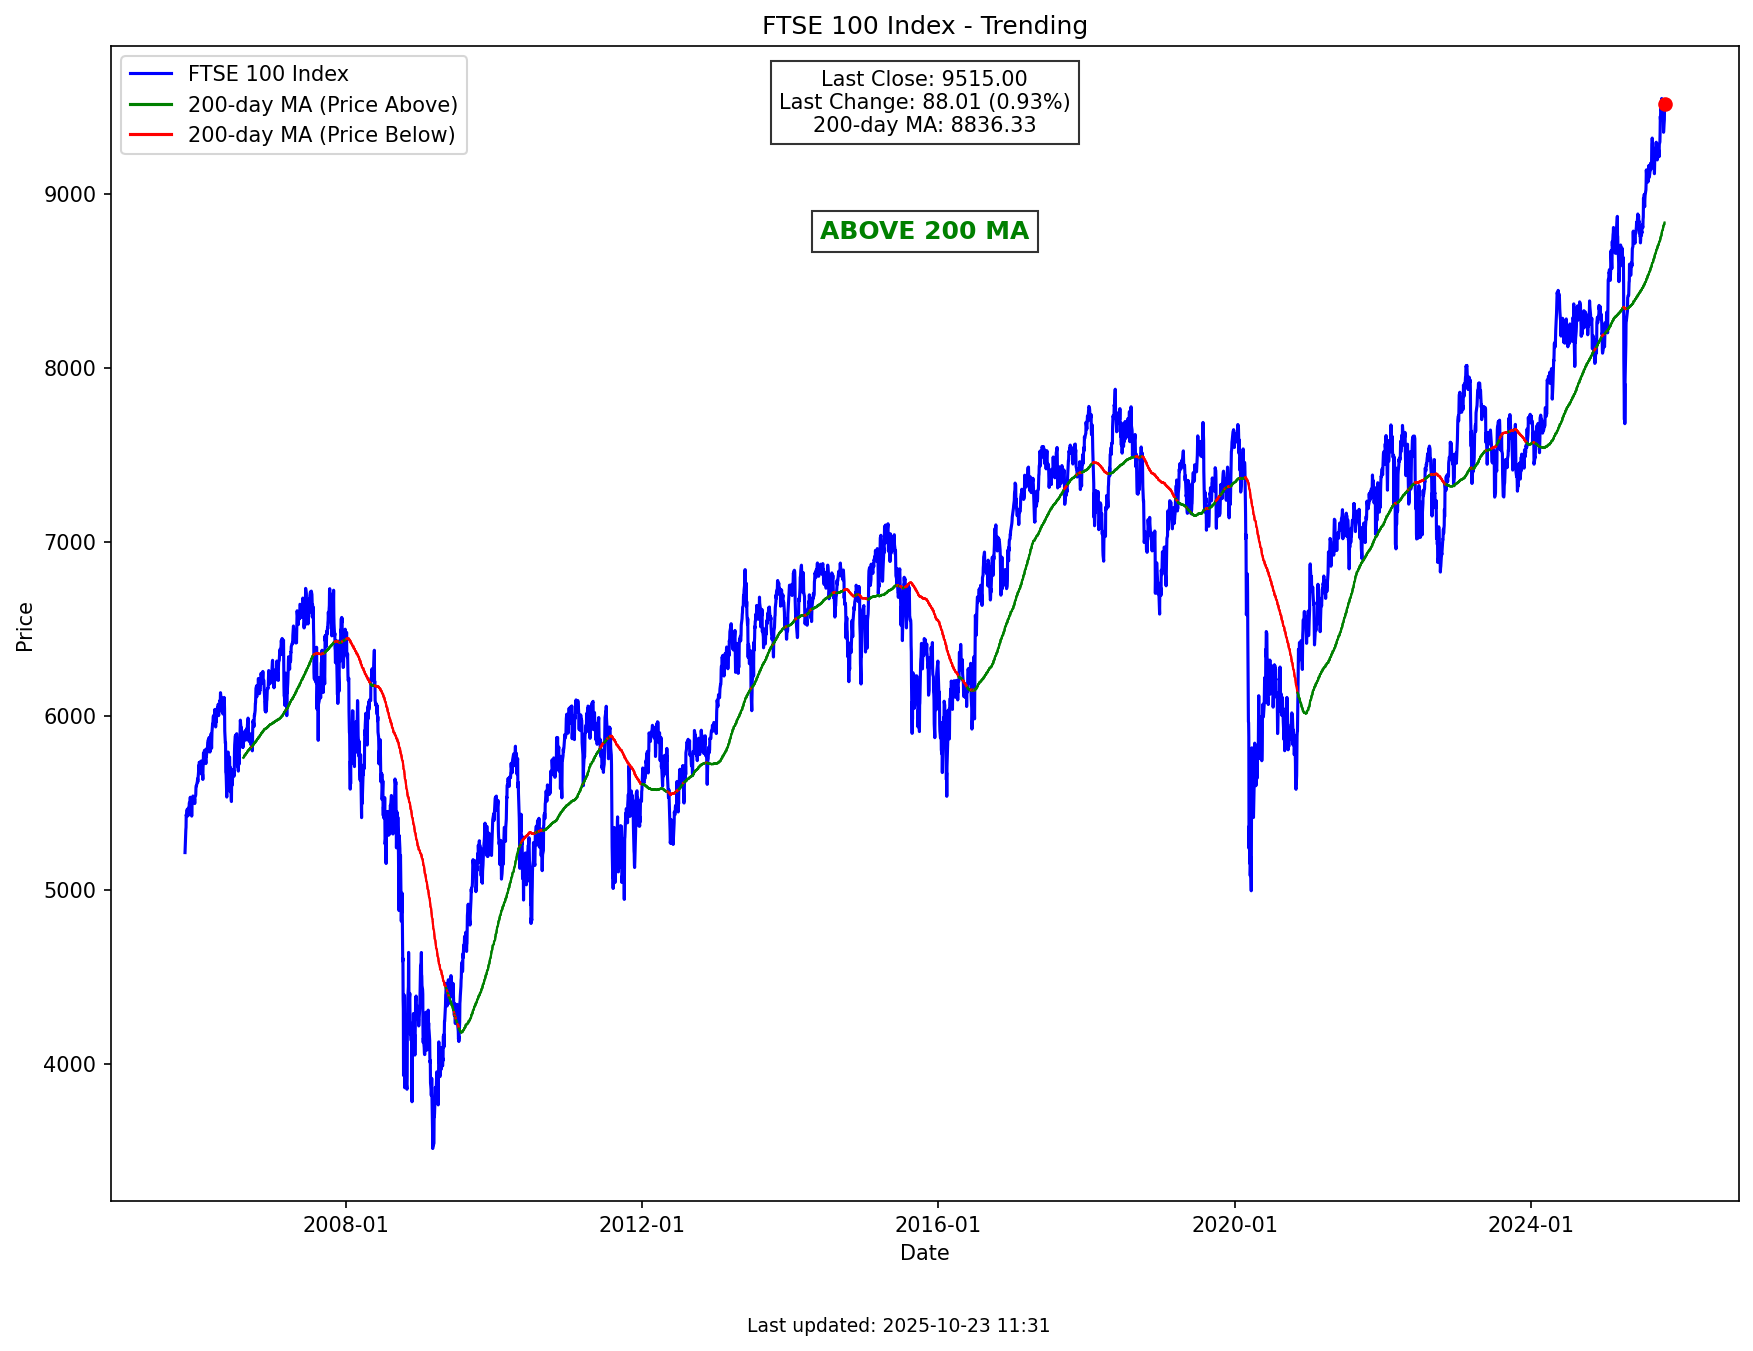 FTSE 100 Index - Trending
FTSE 100 Index
200-day MA (Price Above)
200-day MA (Price Below)
Last Close: 9515.00
Last Change: 88.01 (0.93%)
200-day MA: 8836.33
ABOVE 200 MA
9000
8000
7000
6000
5000
4000
Price
2008-01
2012-01
2016-01
2020-01
2024-01
Date
Last updated: 2025-10-23 11:31